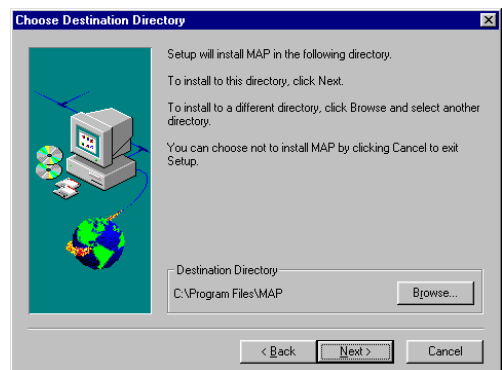 Choose Destination Directory
Setup will install MAP in the following directory.
To install to this directory, click Next.
To install to a different directory, click Browse and select another
directory.
You can choose not to install MAP by clicking Cancel to exit
Setup.
Destination Directory
C:\Program Files\MAP
Browse...
< Back
Next >
Cancel